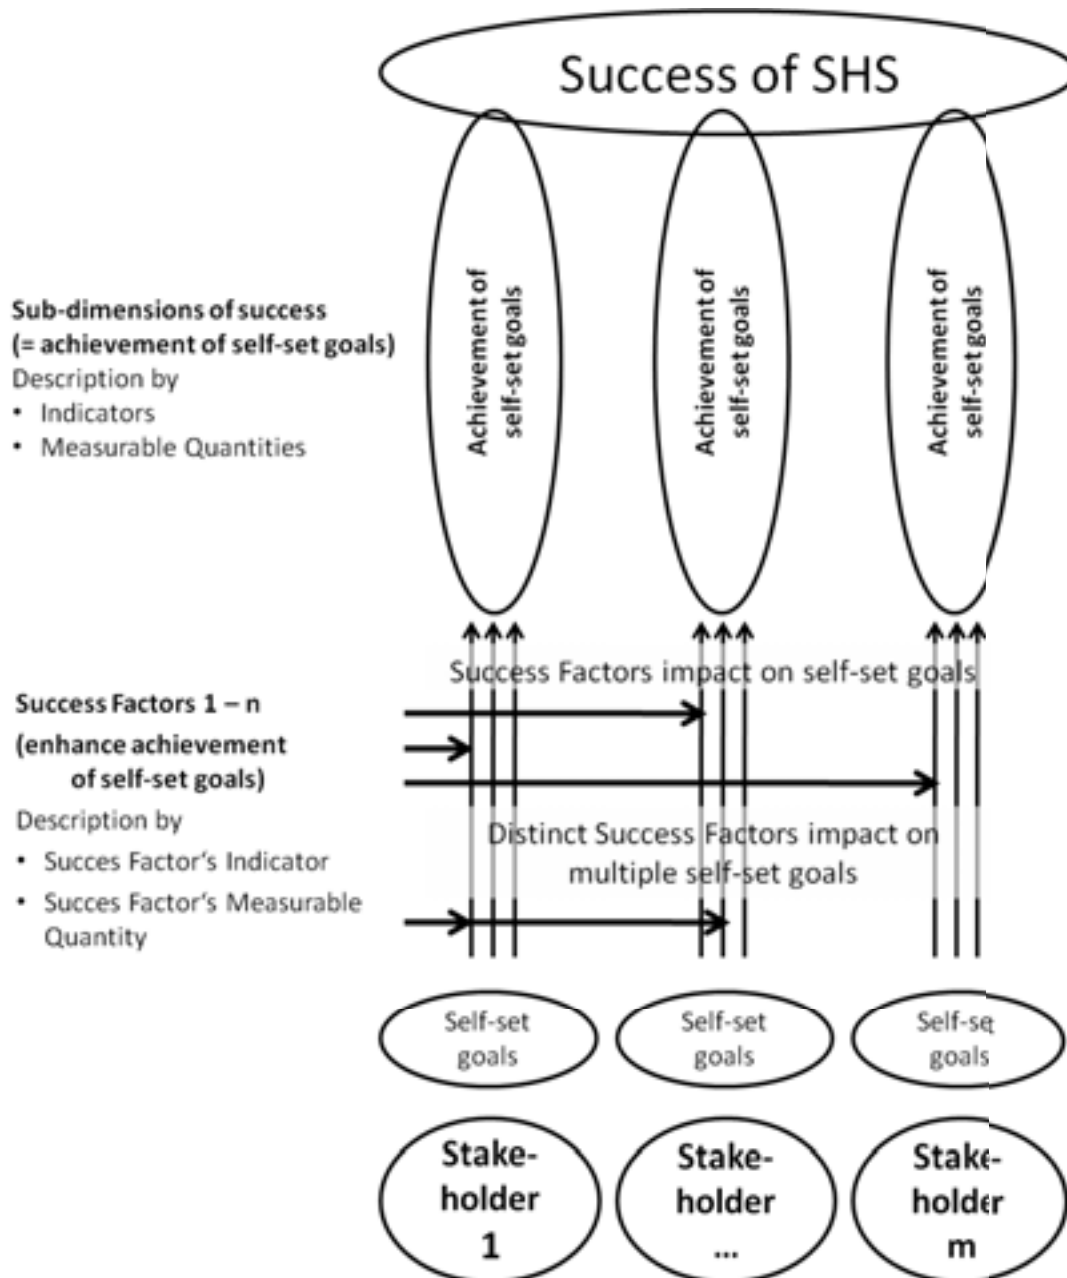 Success of SHS
Achievement of
self-set goals
Achievement of
self-set goals
Achievement of
self-set goals
Sub-dimensions of success
(= achievement of self-set goals)
Description by
• Indicators
• Measurable Quantities
Success Factors impact on self-set goals
Success Factors 1 – n
(enhance achievement
of self-set goals)
Description by
• Succes Factor's Indicator
• Succes Factor's Measurable
Quantity
Distinct Success Factors impact on
multiple self-set goals
Self-set
goals
Self-set
goals
Self-set
goals
Stake-
holder
1
Stake-
holder
...
Stake-
holder
m